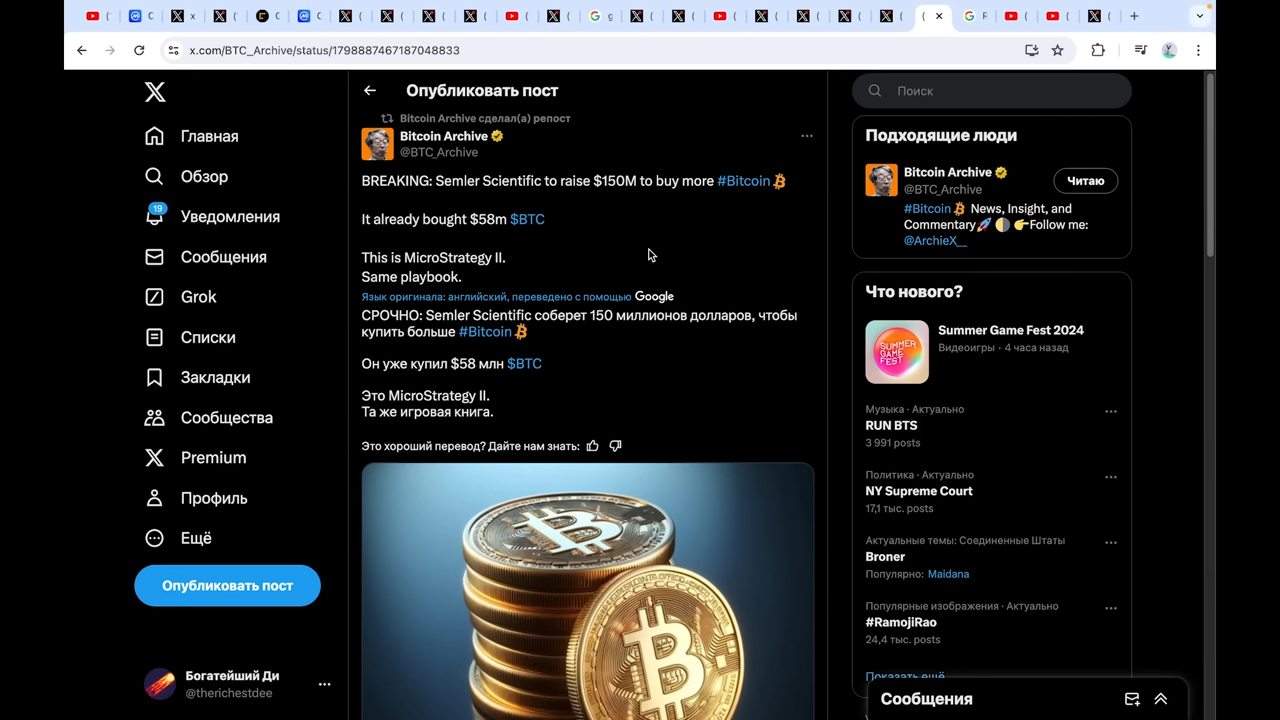 x.com/BTC_Archive/status/1798887467187048833
Главная
Обзор
19
Уведомления
Сообщения
Grok
Списки
Закладки
Сообщества
Premium
Профиль
Ещё
Опубликовать пост
Богатейший Ди
@therichestdee
Опубликовать пост
Bitcoin Archive сделал(а) репост
Bitcoin Archive
@BTC_Archive
BREAKING: Semler Scientific to raise $150M to buy more #Bitcoin
It already bought $58m $BTC
This is MicroStrategy II.
Same playbook.
Язык оригинала: английский, переведено с помощью Google
СРОЧНО: Semler Scientific соберет 150 миллионов долларов, чтобы
купить больше #Bitcoin
Он уже купил $58 млн $BTC
Это MicroStrategy II.
Та же игровая книга.
Это хороший перевод? Дайте нам знать:
Поиск
Подходящие люди
Bitcoin Archive
@BTC_Archive
Читаю
#Bitcoin News, Insight, and
Commentary Follow me:
@ArchieX__
Что нового?
SUMMER
GAME
FEST
Summer Game Fest 2024
Видеоигры · 4 часа назад
Музыка · Актуально
RUN BTS
3 991 posts
Политика · Актуально
NY Supreme Court
17,1 тыс. posts
Актуальные темы: Соединенные Штаты
Broner
Популярно: Maidana
Популярные изображения · Актуально
#RamojiRao
24,4 тыс. posts
Показать ещё
Сообщения